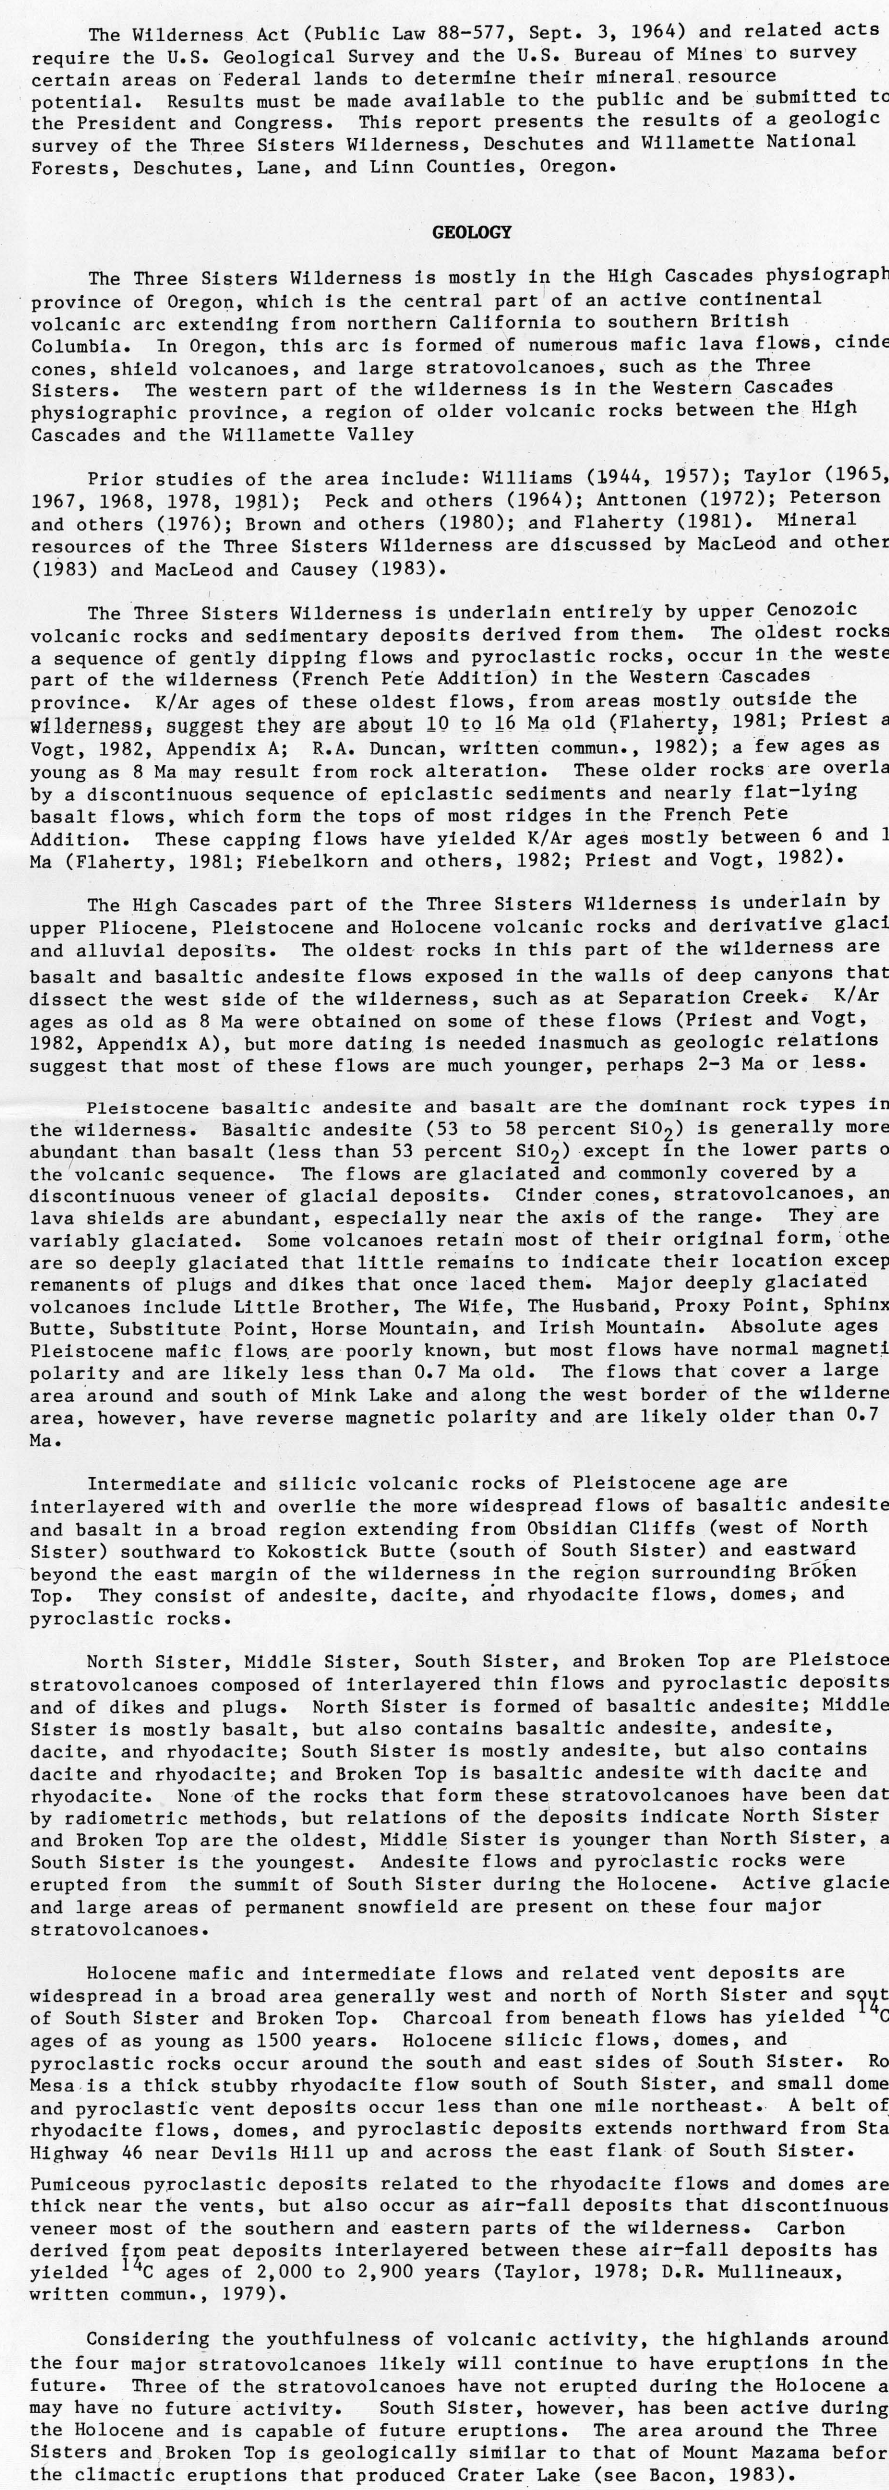 The Wilderness Act (Public Law 88-577, Sept. 3, 1964) and related acts
require the U.S. Geological Survey and the U.S. Bureau of Mines to survey
certain areas on Federal lands to determine their mineral resource
potential. Results must be made available to the public and be submitted to
the President and Congress. This report presents the results of a geologic
survey of the Three Sisters Wilderness, Deschutes and Willamette National
Forests, Deschutes, Lane, and Linn Counties, Oregon.
GEOLOGY
The Three Sisters Wilderness is mostly in the High Cascades physiograph
province of Oregon, which is the central part of an active continental
volcanic arc extending from northern California to southern British
Columbia. In Oregon, this arc is formed of numerous mafic lava flows, cinde
cones, shield volcanoes, and large stratovolcanoes, such as the Three
Sisters. The western part of the wilderness is in the Western Cascades
physiographic province, a region of older volcanic rocks between the High
Cascades and the Willamette Valley
Prior studies of the area include: Williams (1944, 1957); Taylor (1965,
1967, 1968, 1978, 1981); Peck and others (1964); Anttonen (1972); Peterson
and others (1976); Brown and others (1980); and Flaherty (1981). Mineral
resources of the Three Sisters Wilderness are discussed by MacLeod and other
(1983) and MacLeod and Causey (1983).
The Three Sisters Wilderness is underlain entirely by upper Cenozoic
volcanic rocks and sedimentary deposits derived from them. The oldest rocks
a sequence of gently dipping flows and pyroclastic rocks, occur in the weste
part of the wilderness (French Pete Addition) in the Western Cascades
province. K/Ar ages of these oldest flows, from areas mostly outside the
wilderness, suggest they are about 10 to 16 Ma old (Flaherty, 1981; Priest a
Vogt, 1982, Appendix A; R.A. Duncan, written commun., 1982); a few ages as
young as 8 Ma may result from rock alteration. These older rocks are overla
by a discontinuous sequence of epiclastic sediments and nearly flat-lying
basalt flows, which form the tops of most ridges in the French Pete
Addition. These capping flows have yielded K/Ar ages mostly between 6 and 1
Ma (Flaherty, 1981; Fiebelkorn and others, 1982; Priest and Vogt, 1982).
The High Cascades part of the Three Sisters Wilderness is underlain by
upper Pliocene, Pleistocene and Holocene volcanic rocks and derivative glaci
and alluvial deposits. The oldest rocks in this part of the wilderness are
basalt and basaltic andesite flows exposed in the walls of deep canyons that
dissect the west side of the wilderness, such as at Separation Creek. K/Ar
ages as old as 8 Ma were obtained on some of these flows (Priest and Vogt,
1982, Appendix A), but more dating is needed inasmuch as geologic relations
suggest that most of these flows are much younger, perhaps 2-3 Ma or less.
Pleistocene basaltic andesite and basalt are the dominant rock types in
the wilderness. Basaltic andesite (53 to 58 percent SiO2) is generally more
abundant than basalt (less than 53 percent SiO2) except in the lower parts o
the volcanic sequence. The flows are glaciated and commonly covered by a
discontinuous veneer of glacial deposits. Cinder cones, stratovolcanoes, an
lava shields are abundant, especially near the axis of the range. They are
variably glaciated. Some volcanoes retain most of their original form, othe
are so deeply glaciated that little remains to indicate their location excep
remanents of plugs and dikes that once laced them. Major deeply glaciated
volcanoes include Little Brother, The Wife, The Husband, Proxy Point, Sphinx
Butte, Substitute Point, Horse Mountain, and Irish Mountain. Absolute ages
Pleistocene mafic flows are poorly known, but most flows have normal magneti
polarity and are likely less than 0.7 Ma old. The flows that cover a large
area around and south of Mink Lake and along the west border of the wilderne
area, however, have reverse magnetic polarity and are likely older than 0.7
Ma.
Intermediate and silicic volcanic rocks of Pleistocene age are
interlayered with and overlie the more widespread flows of basaltic andesite
and basalt in a broad region extending from Obsidian Cliffs (west of North
Sister) southward to Kokostick Butte (south of South Sister) and eastward
beyond the east margin of the wilderness in the region surrounding Broken
Top. They consist of andesite, dacite, and rhyodacite flows, domes, and
pyroclastic rocks.
North Sister, Middle Sister, South Sister, and Broken Top are Pleistoce
stratovolcanoes composed of interlayered thin flows and pyroclastic deposits
and of dikes and plugs. North Sister is formed of basaltic andesite; Middle
Sister is mostly basalt, but also contains basaltic andesite, andesite,
dacite, and rhyodacite; South Sister is mostly andesite, but also contains
dacite and rhyodacite; and Broken Top is basaltic andesite with dacite and
rhyodacite. None of the rocks that form these stratovolcanoes have been dat
by radiometric methods, but relations of the deposits indicate North Sister
and Broken Top are the oldest, Middle Sister is younger than North Sister, a
South Sister is the youngest. Andesite flows and pyroclastic rocks were
erupted from the summit of South Sister during the Holocene. Active glacie
and large areas of permanent snowfield are present on these four major
stratovolcanoes.
Holocene mafic and intermediate flows and related vent deposits are
widespread in a broad area generally west and north of North Sister and sout
of South Sister and Broken Top. Charcoal from beneath flows has yielded 14C
ages of as young as 1500 years. Holocene silicic flows, domes, and
pyroclastic rocks occur around the south and east sides of South Sister. Ro
Mesa is a thick stubby rhyodacite flow south of South Sister, and small dome
and pyroclastic vent deposits occur less than one mile northeast. A belt of
rhyodacite flows, domes, and pyroclastic deposits extends northward from Sta
Highway 46 near Devils Hill up and across the east flank of South Sister.
Pumiceous pyroclastic deposits related to the rhyodacite flows and domes are
thick near the vents, but also occur as air-fall deposits that discontinuous
veneer most of the southern and eastern parts of the wilderness. Carbon
derived from peat deposits interlayered between these air-fall deposits has
yielded 14C ages of 2,000 to 2,900 years (Taylor, 1978; D.R. Mullineaux,
written commun., 1979).
Considering the youthfulness of volcanic activity, the highlands around
the four major stratovolcanoes likely will continue to have eruptions in the
future. Three of the stratovolcanoes have not erupted during the Holocene a
may have no future activity. South Sister, however, has been active during
the Holocene and is capable of future eruptions. The area around the Three
Sisters and Broken Top is geologically similar to that of Mount Mazama befor
the climactic eruptions that produced Crater Lake (see Bacon, 1983).